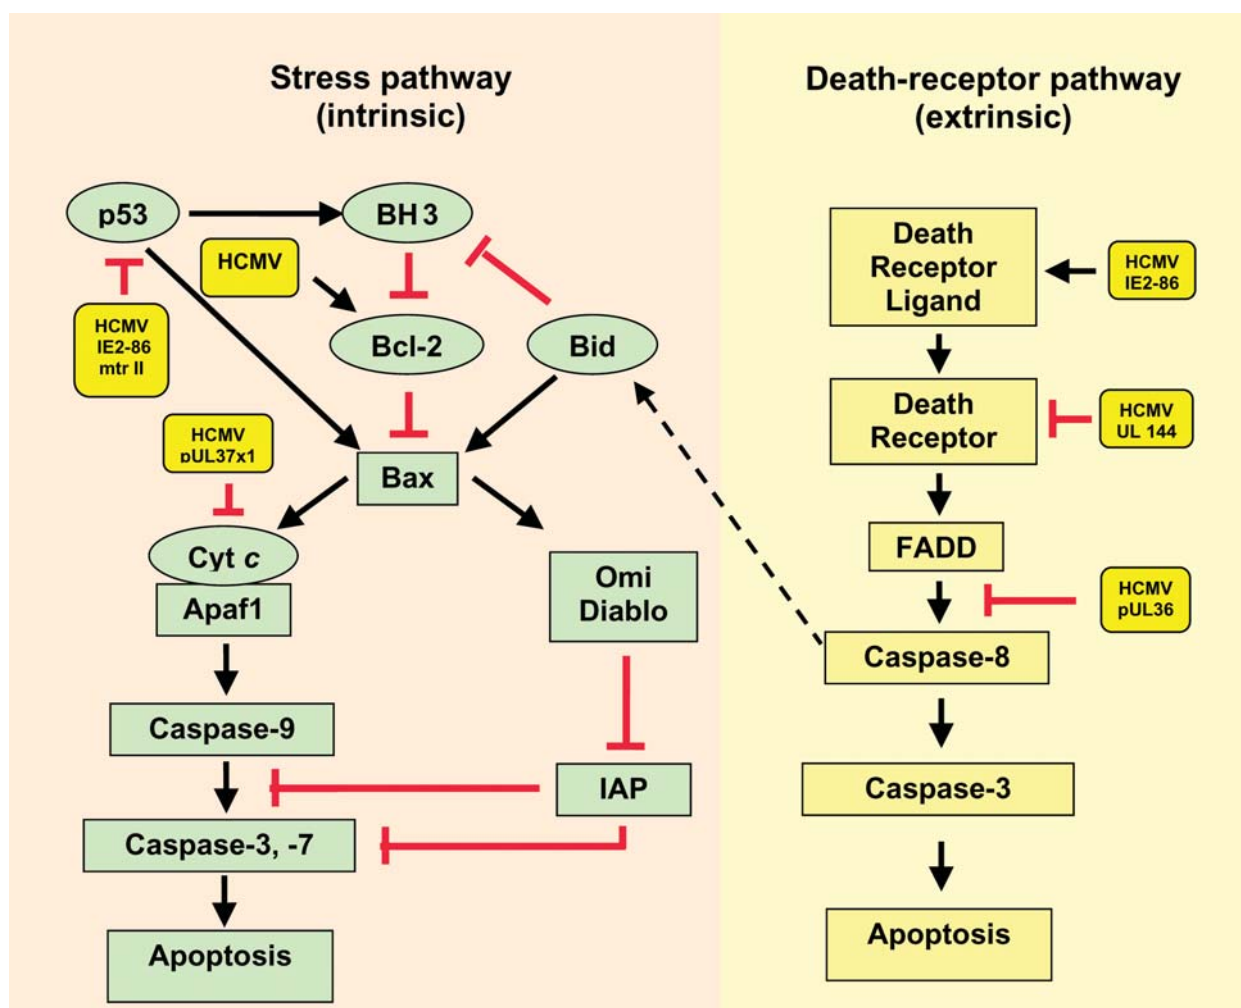 Stress pathway
(intrinsic)
p53
BH 3
HCMV
HCMV
IE2-86
mtr II
Bcl-2
Bid
HCMV
pUL37x1
Bax
Cyt c
Apaf1
Omi
Diablo
Caspase-9
IAP
Caspase-3, -7
Apoptosis
Death-receptor pathway
(extrinsic)
Death
Receptor
Ligand
HCMV
IE2-86
Death
Receptor
HCMV
UL 144
FADD
HCMV
pUL36
Caspase-8
Caspase-3
Apoptosis